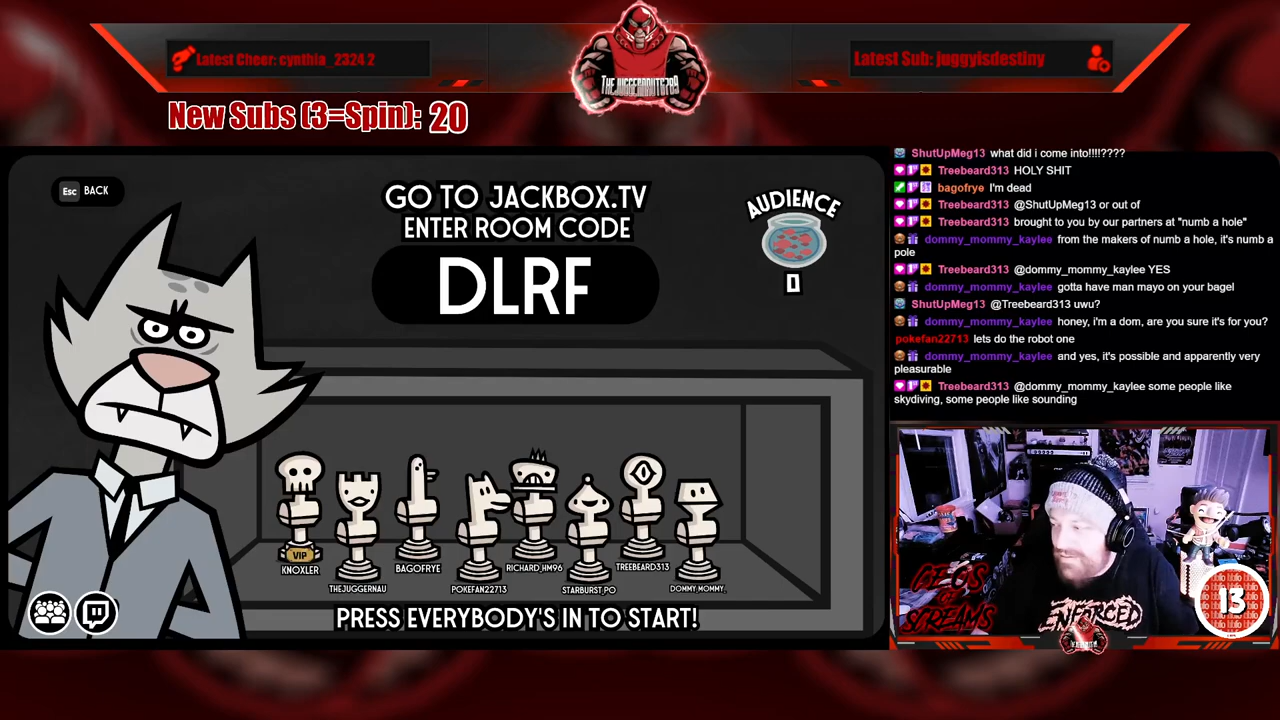 Latest Cheer: cynthia_2324 2
THEJUGGERNAUT6789
Latest Sub: juggyisdestiny
New Subs (3=Spin): 20
Esc BACK
GO TO JACKBOX.TV
ENTER ROOM CODE
DLRF
AUDIENCE
0
VIP
KNOXLER
THEJUGGERNAU
BAGOFRYE
POKEFAN22713
RICHARD_HM96
STARBURST_PO
TREEBEARD313
DOMMY_MOMMY_
PRESS EVERYBODY'S IN TO START!
ShutUpMeg13 what did i come into!!!!????
Treebeard313 HOLY SHIT
bagofrye I'm dead
Treebeard313 @ShutUpMeg13 or out of
Treebeard313 brought to you by our partners at "numb a hole"
dommy_mommy_kaylee from the makers of numb a hole, it's numb a
pole
Treebeard313 @dommy_mommy_kaylee YES
dommy_mommy_kaylee gotta have man mayo on your bagel
ShutUpMeg13 @Treebeard313 uwu?
dommy_mommy_kaylee honey, i'm a dom, are you sure it's for you?
pokefan22713 lets do the robot one
dommy_mommy_kaylee and yes, it's possible and apparently very
pleasurable
Treebeard313 @dommy_mommy_kaylee some people like
skydiving, some people like sounding
ENFORCED
13